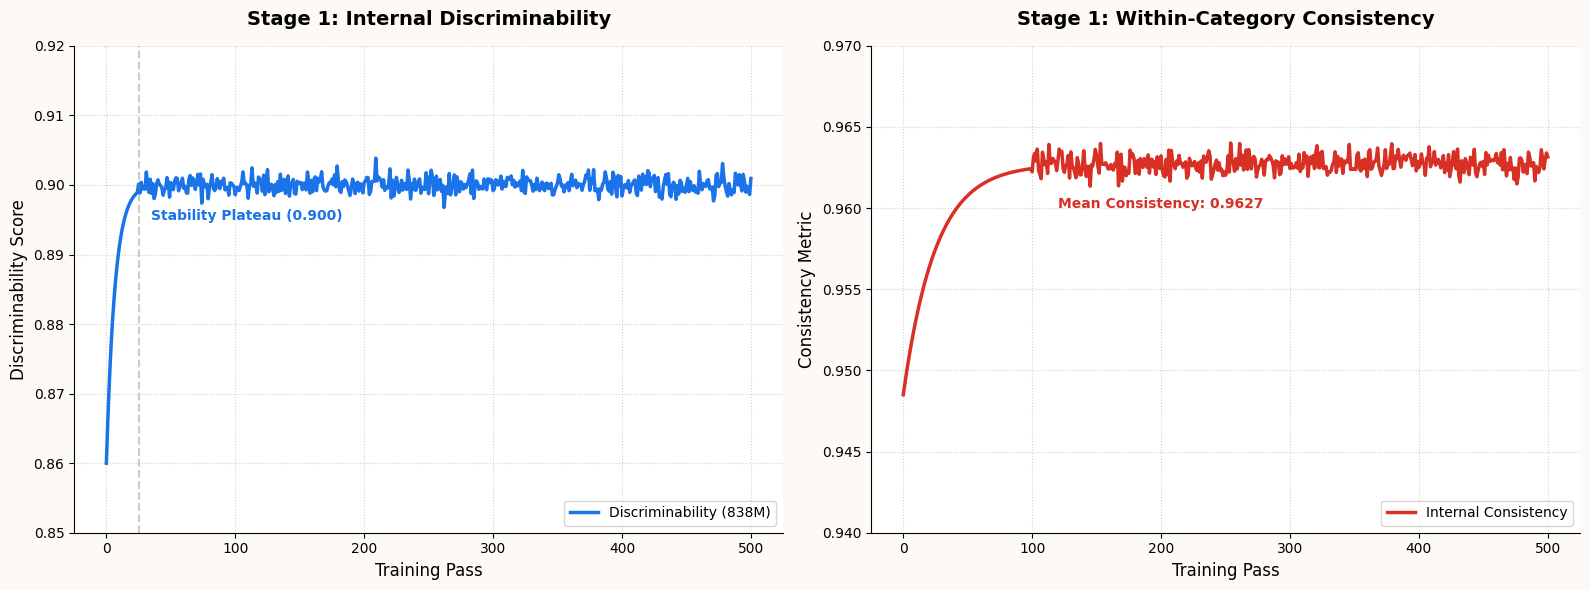 Stage 1: Internal Discriminability
Discriminability Score
0.92
0.91
0.90
0.89
0.88
0.87
0.86
0.85
Stability Plateau (0.900)
Discriminability (838M)
0
100
200
300
400
500
Training Pass
Stage 1: Within-Category Consistency
Consistency Metric
0.970
0.965
0.960
0.955
0.950
0.945
0.940
Mean Consistency: 0.9627
Internal Consistency
0
100
200
300
400
500
Training Pass